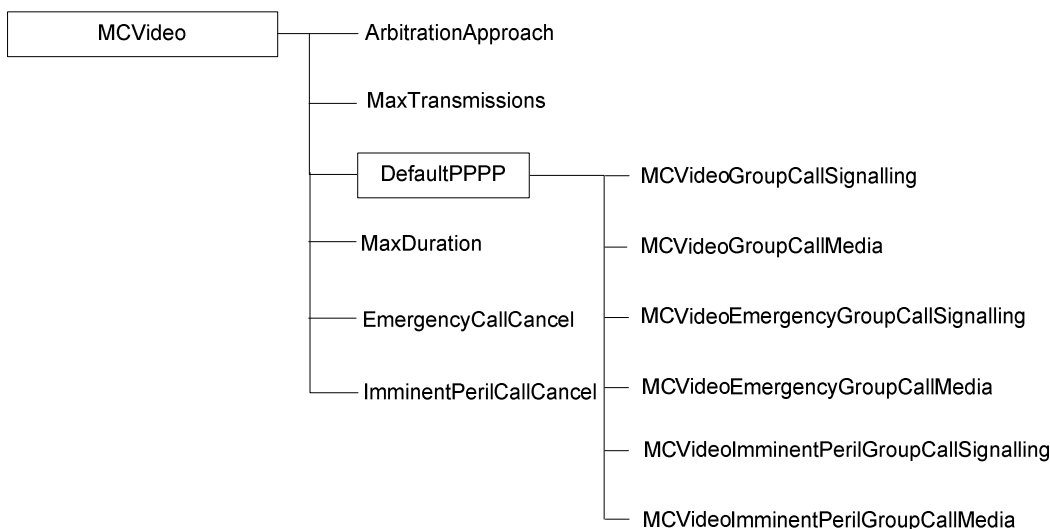 MCVideo
ArbitrationApproach
MaxTransmissions
DefaultPPPP
MaxDuration
EmergencyCallCancel
ImminentPerilCallCancel
MCVideoGroupCallSignalling
MCVideoGroupCallMedia
MCVideoEmergencyGroupCallSignalling
MCVideoEmergencyGroupCallMedia
MCVideoImminentPerilGroupCallSignalling
MCVideoImminentPerilGroupCallMedia